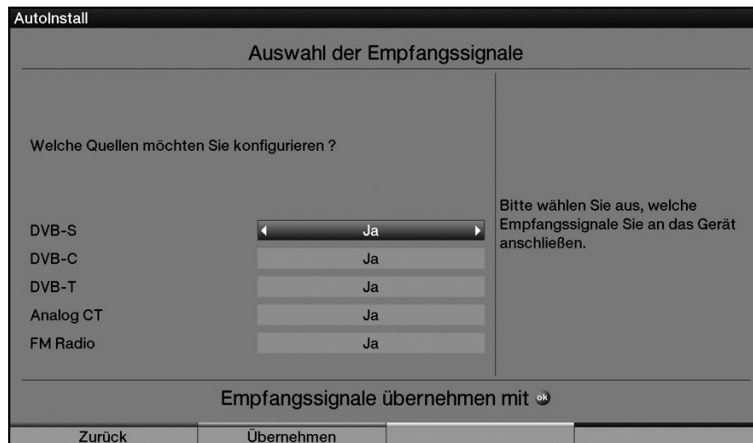 AutoInstall
Auswahl der Empfangssignale
Welche Quellen möchten Sie konfigurieren ?
DVB-S Ja
DVB-C Ja
DVB-T Ja
Analog CT Ja
FM Radio Ja
Bitte wählen Sie aus, welche
Empfangssignale Sie an das Gerät
anschließen.
Empfangssignale übernehmen mit ok
Zurück Übernehmen